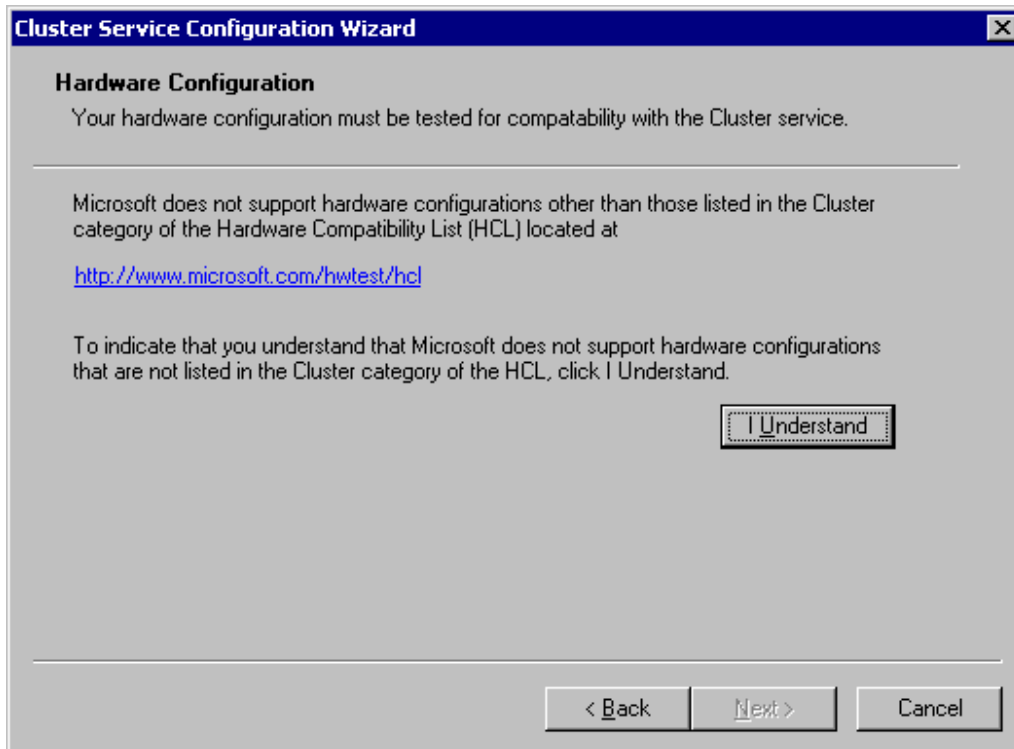 Cluster Service Configuration Wizard
Hardware Configuration
Your hardware configuration must be tested for compatability with the Cluster service.
Microsoft does not support hardware configurations other than those listed in the Cluster
category of the Hardware Compatibility List (HCL) located at
http://www.microsoft.com/hwtest/hcl
To indicate that you understand that Microsoft does not support hardware configurations
that are not listed in the Cluster category of the HCL, click I Understand.
I Understand
< Back Next > Cancel